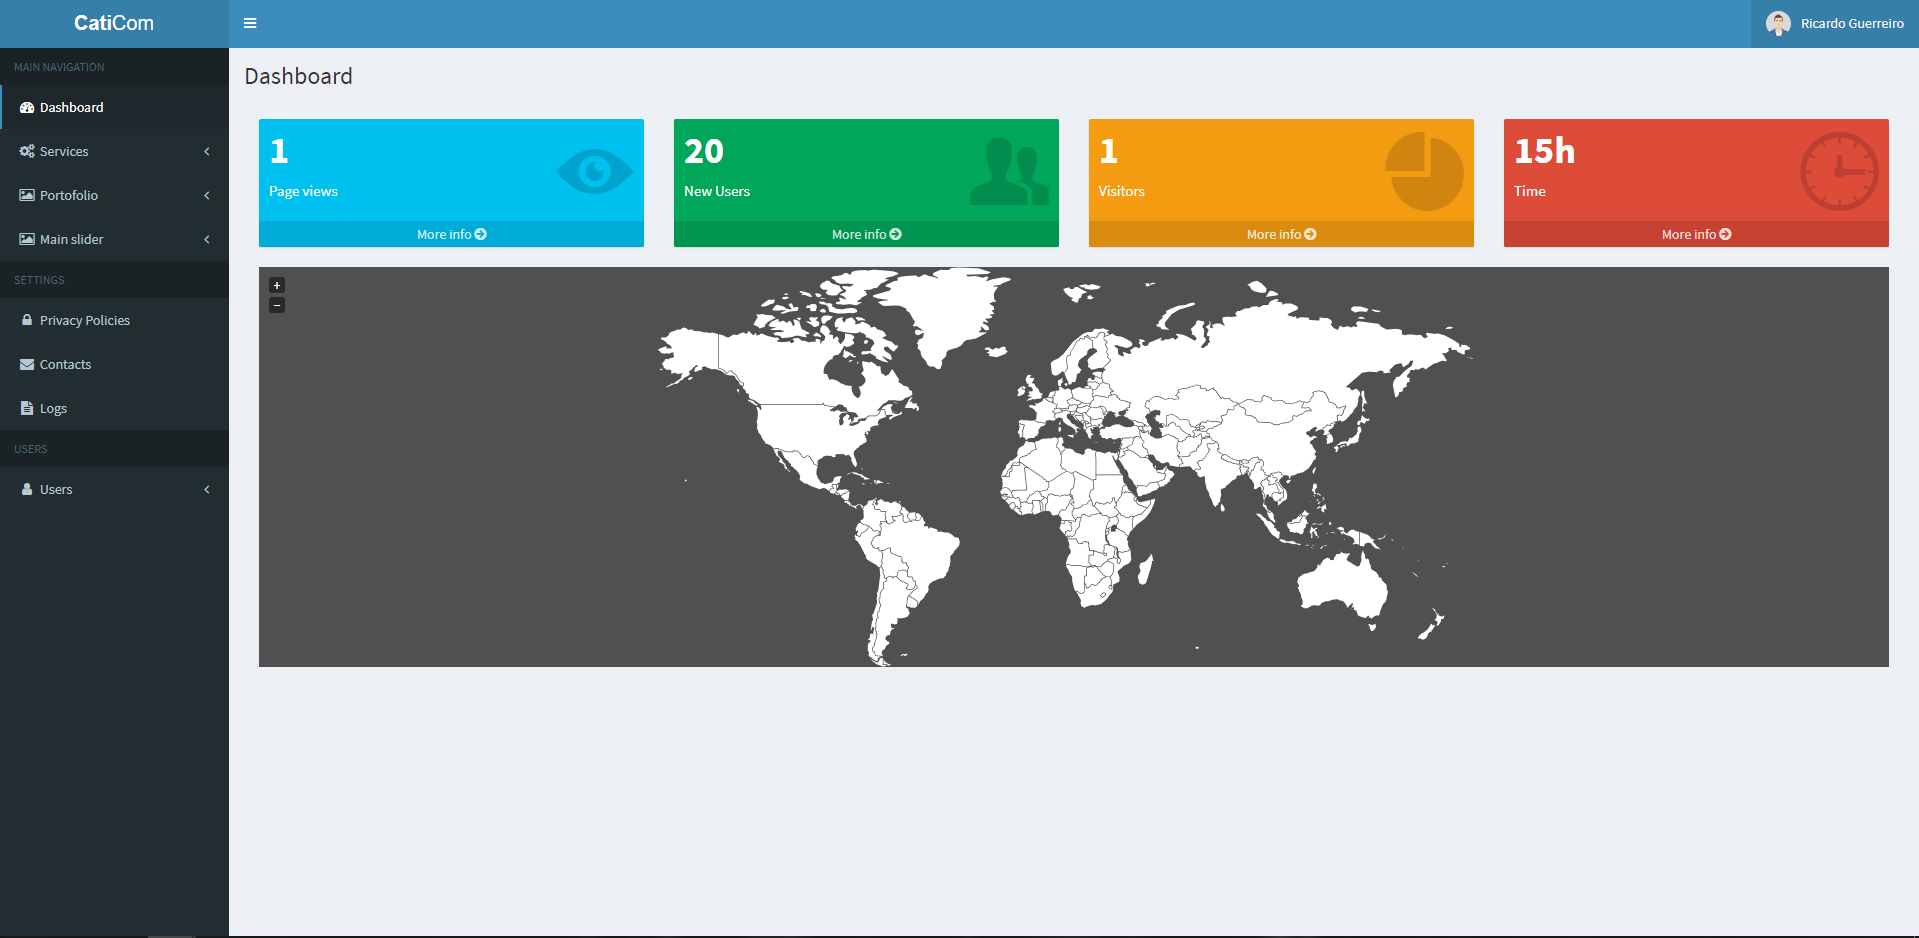 CatiCom
Ricardo Guerreiro
MAIN NAVIGATION
Dashboard
Services
Portofolio
Main slider
SETTINGS
Privacy Policies
Contacts
Logs
USERS
Users
Dashboard
1
Page views
More info
20
New Users
More info
1
Visitors
More info
15h
Time
More info
+
−